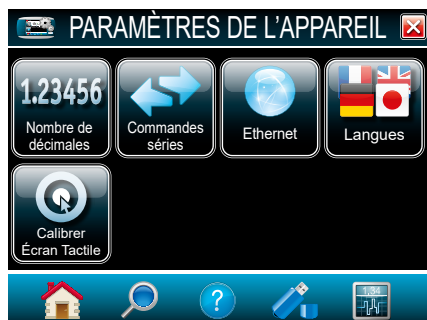 PARAMÈTRES DE L'APPAREIL
1.23456
Nombre de
décimales
Commandes
séries
Ethernet
Langues
Calibrer
Écran Tactile
?
1,34